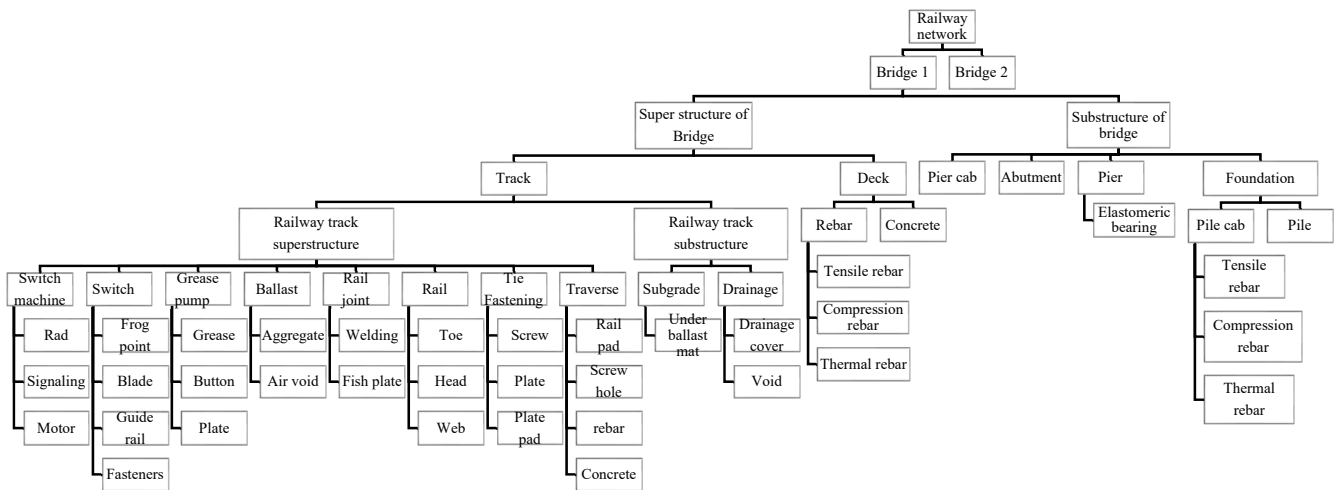 Railway
network
Bridge 1
Bridge 2
Super structure of
Bridge
Substructure of
bridge
Track
Deck
Pier cab
Abutment
Pier
Foundation
Railway track
superstructure
Railway track
substructure
Rebar
Concrete
Elastomeric
bearing
Pile cab
Pile
Switch
machine
Switch
Grease
pump
Ballast
Rail
joint
Rail
Tie
Fastening
Traverse
Subgrade
Drainage
Tensile rebar
Tensile
rebar
Rad
Frog
point
Grease
Aggregate
Welding
Toe
Screw
Rail
pad
Under
ballast
mat
Drainage
cover
Compression
rebar
Compression
rebar
Signaling
Blade
Button
Air void
Fish plate
Head
Plate
Screw
hole
Void
Thermal rebar
Thermal
rebar
Motor
Guide
rail
Plate
Web
Plate
pad
rebar
Fasteners
Concrete